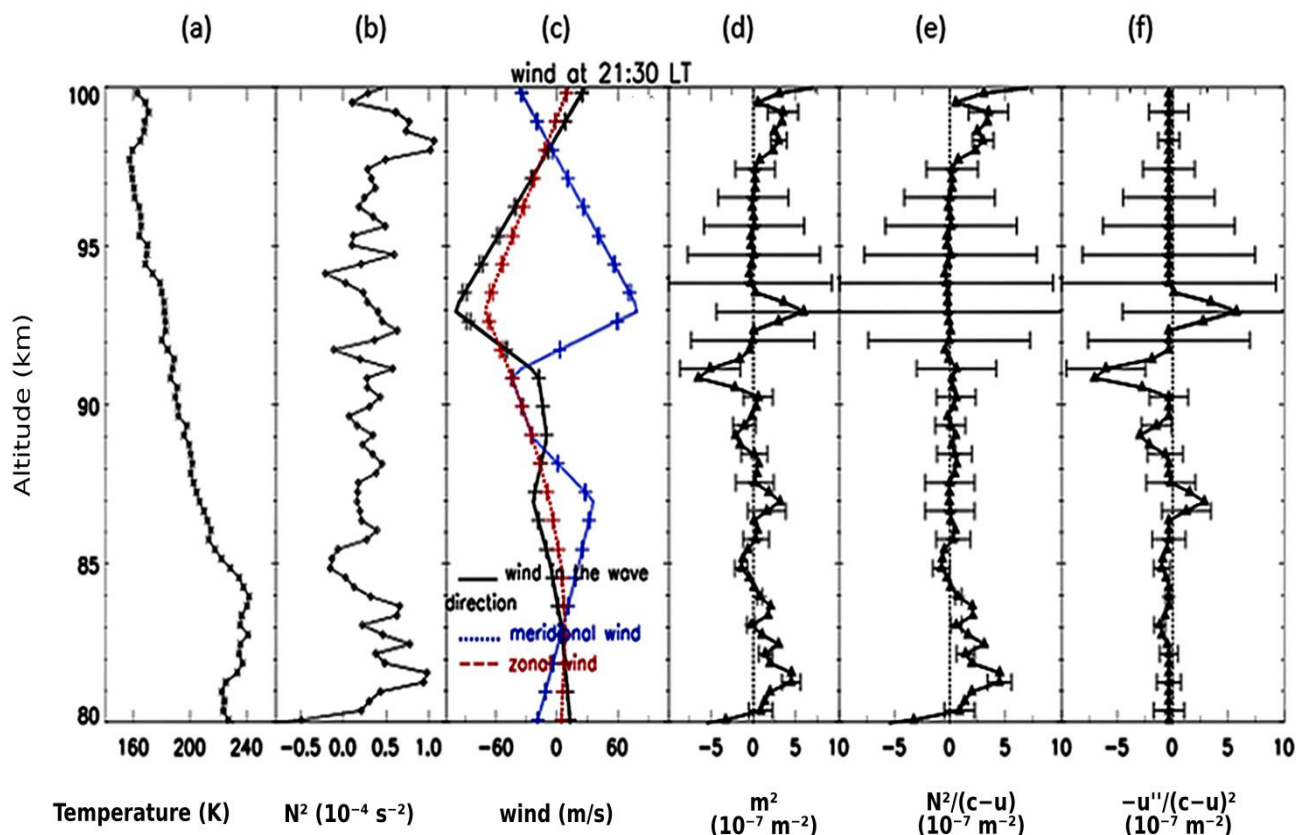 (a) (b) (c) (d) (e) (f)
wind at 21:30 LT
100
95
90
85
80
Altitude (km)
wind in the wave
direction
meridional wind
zonal wind
160 200 240 −0.5 0.0 0.5 1.0 −60 0 60 −5 0 5 10 −5 0 5 10 −5 0 5 10
Temperature (K) N² (10⁻⁴ s⁻²) wind (m/s) m² N²/(c−u) −u''/(c−u)²
(10⁻⁷ m⁻²) (10⁻⁷ m⁻²) (10⁻⁷ m⁻²)